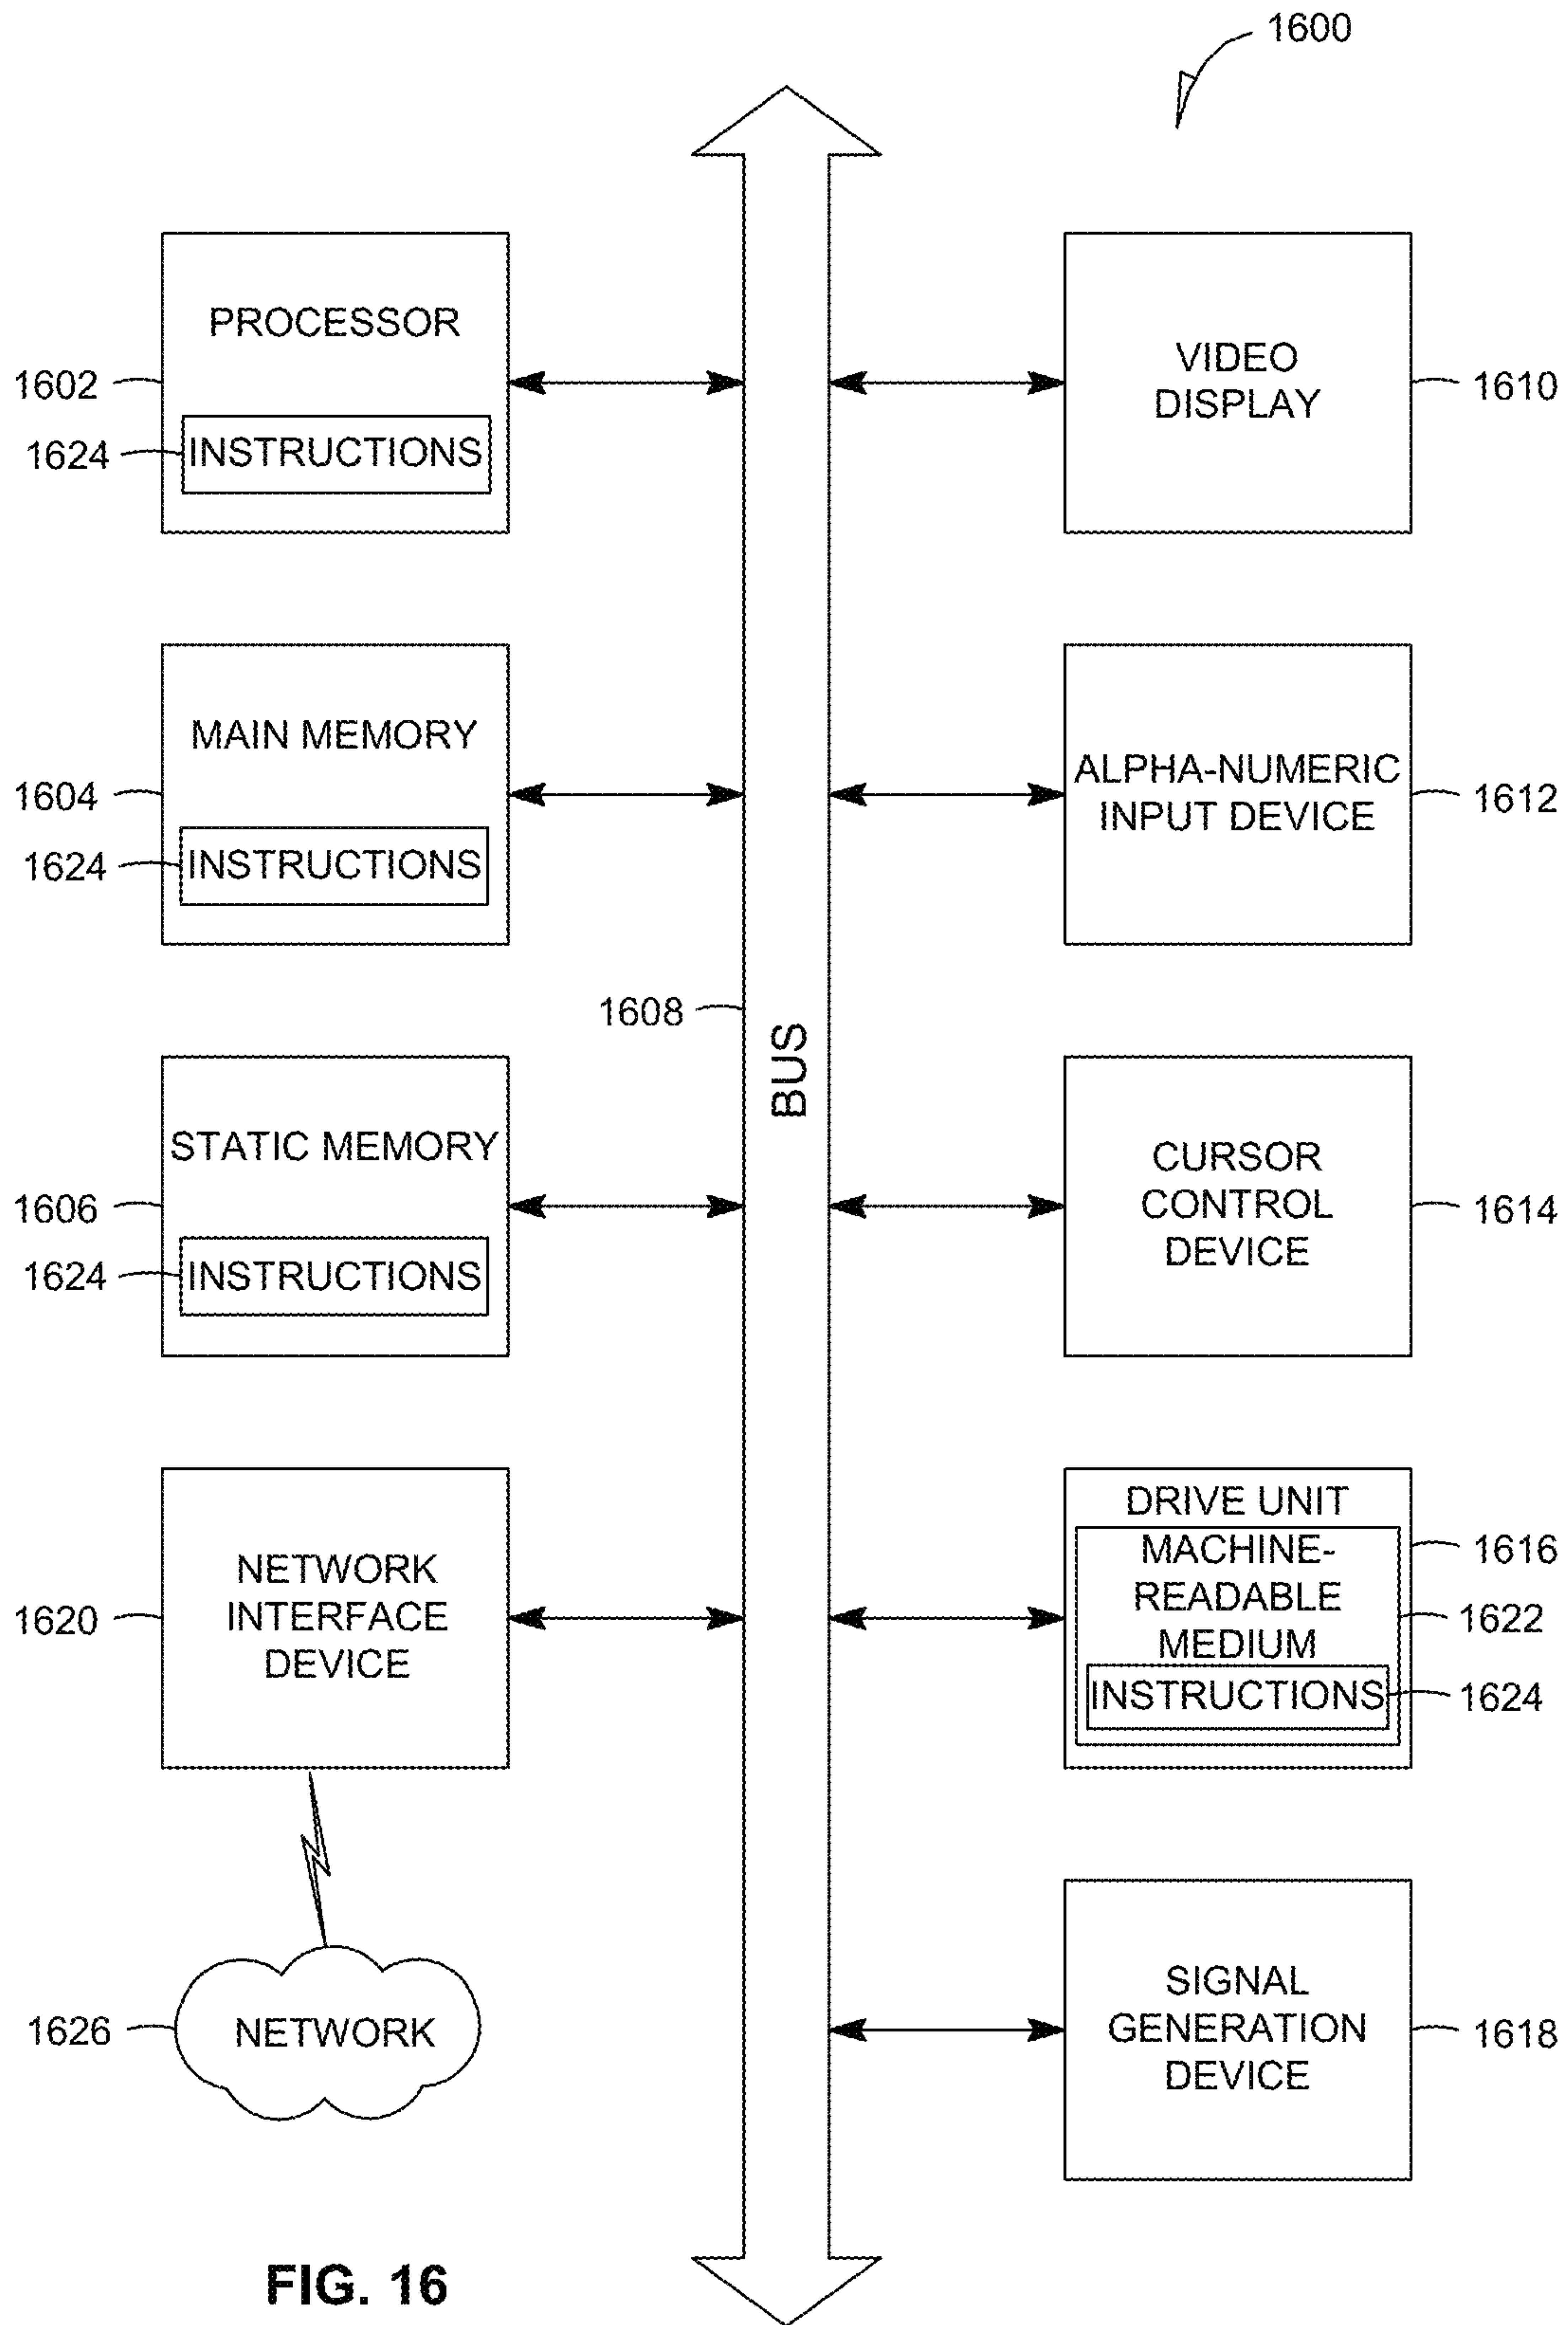 1600
PROCESSOR
1602
1624
INSTRUCTIONS
VIDEO
DISPLAY
1610
MAIN MEMORY
1604
1624
INSTRUCTIONS
ALPHA-NUMERIC
INPUT DEVICE
1612
1608
BUS
STATIC MEMORY
1606
1624
INSTRUCTIONS
CURSOR
CONTROL
DEVICE
1614
NETWORK
INTERFACE
DEVICE
1620
DRIVE UNIT
1616
MACHINE-
READABLE
MEDIUM
1622
INSTRUCTIONS
1624
1626
NETWORK
SIGNAL
GENERATION
DEVICE
1618
FIG. 16